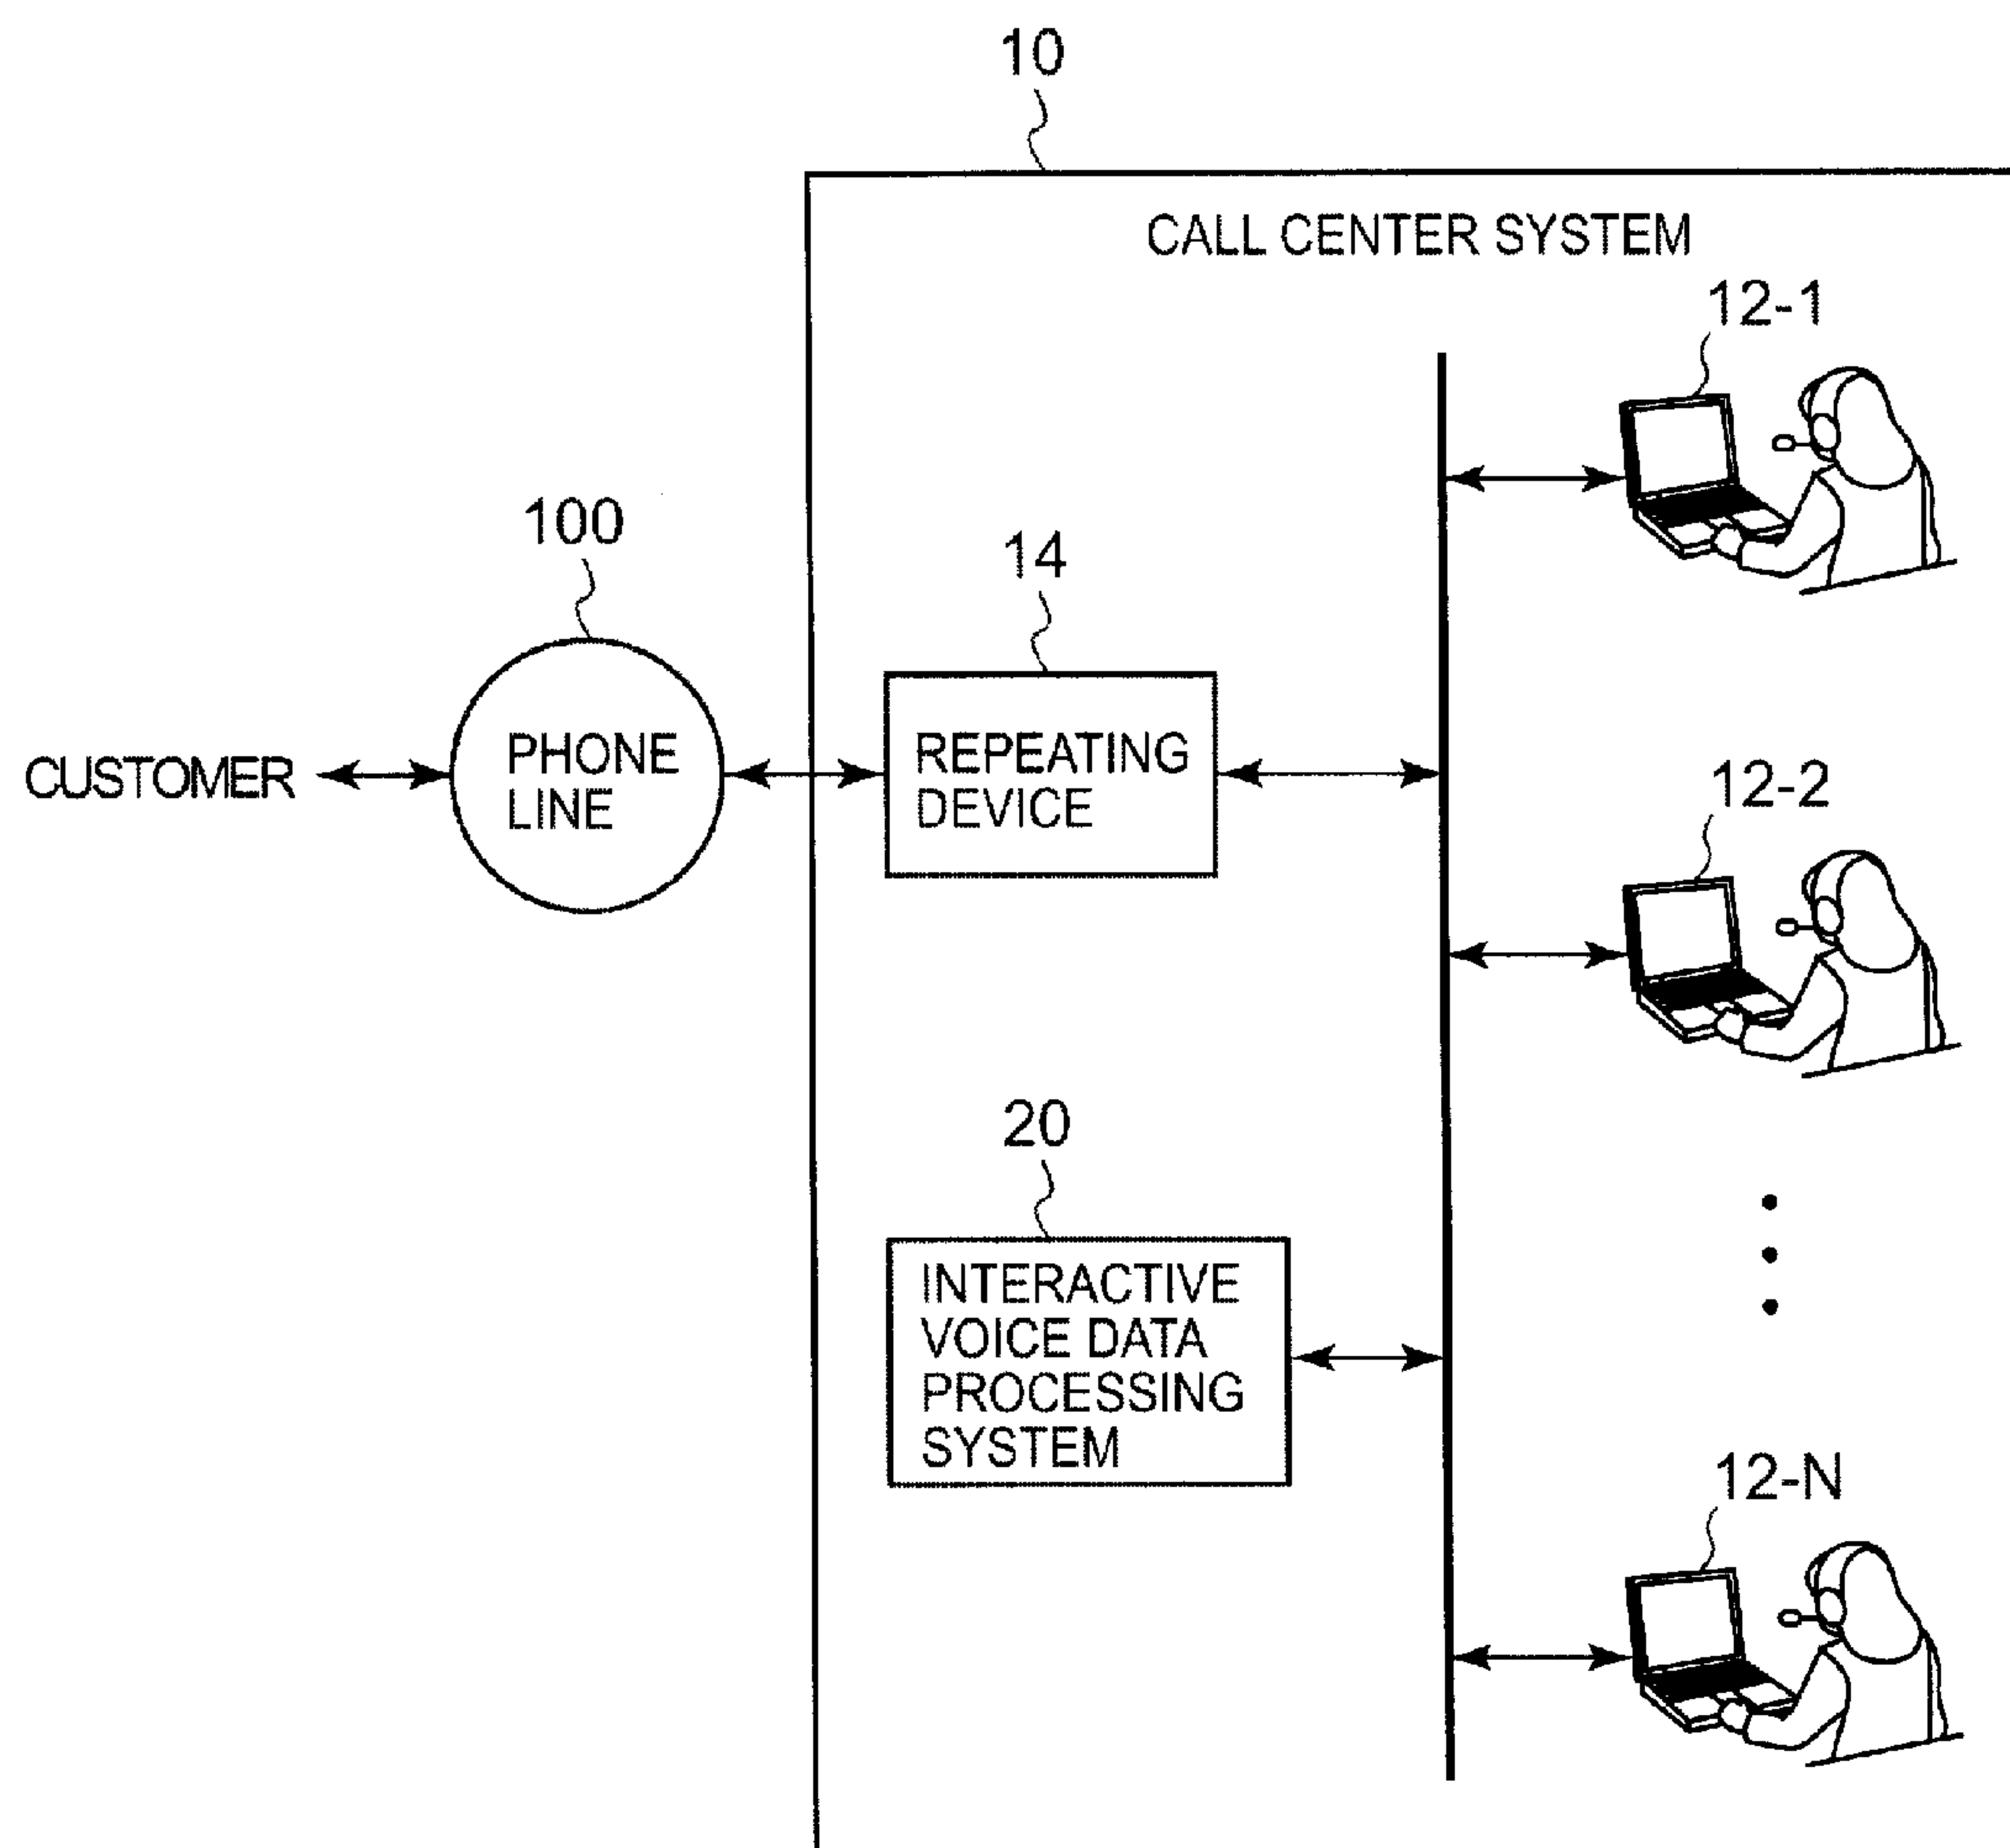 10
CALL CENTER SYSTEM
12-1
100
14
CUSTOMER
PHONE
LINE
REPEATING
DEVICE
12-2
20
INTERACTIVE
VOICE DATA
PROCESSING
SYSTEM
12-N